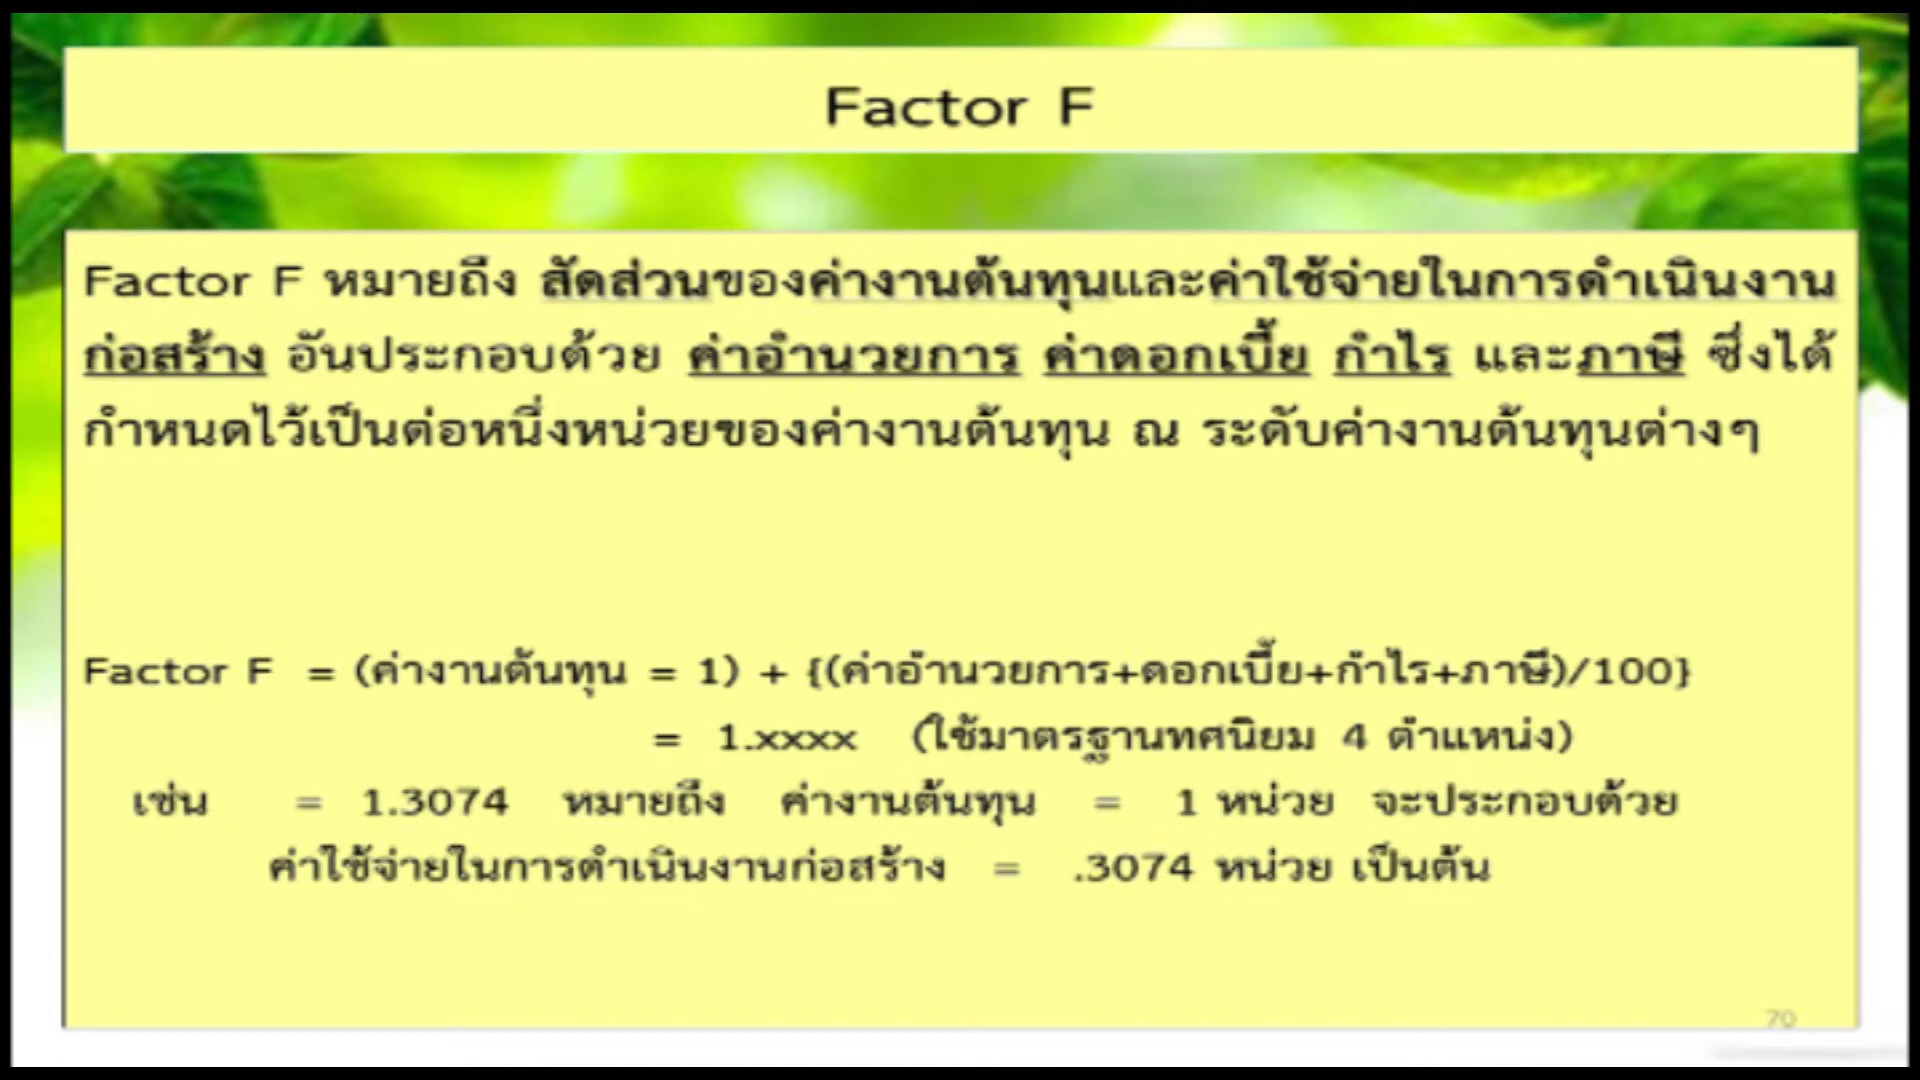 Factor F
Factor F หมายถึง สัดส่วนของค่างานต้นทุนและค่าใช้จ่ายในการดำเนินงาน
ก่อสร้าง อันประกอบด้วย ค่าอำนวยการ ค่าดอกเบี้ย กำไร และภาษี ซึ่งได้
กำหนดไว้เป็นต่อหนึ่งหน่วยของค่างานต้นทุน ณ ระดับค่างานต้นทุนต่างๆ
Factor F = (ค่างานต้นทุน = 1) + {(ค่าอำนวยการ+ดอกเบี้ย+กำไร+ภาษี)/100}
= 1.xxxx (ใช้มาตรฐานทศนิยม 4 ตำแหน่ง)
เช่น = 1.3074 หมายถึง ค่างานต้นทุน = 1 หน่วย จะประกอบด้วย
ค่าใช้จ่ายในการดำเนินงานก่อสร้าง = .3074 หน่วย เป็นต้น
70